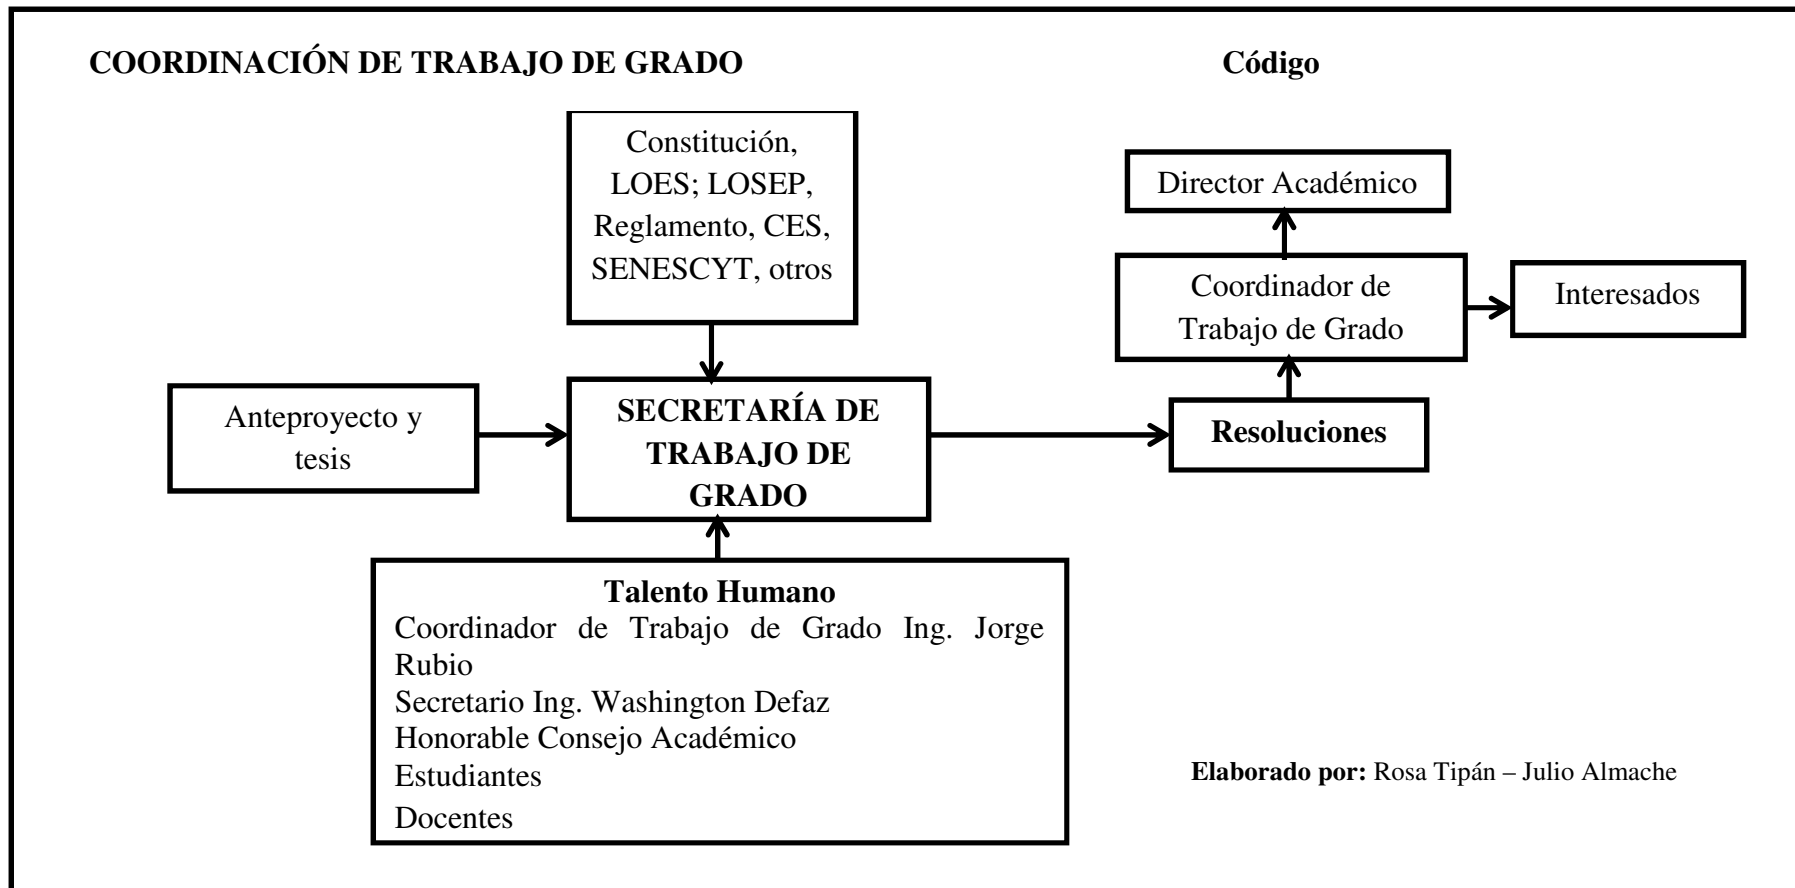 COORDINACIÓN DE TRABAJO DE GRADO
Código
Constitución,
LOES; LOSEP,
Reglamento, CES,
SENESCYT, otros
Director Académico
Coordinador de
Trabajo de Grado
Interesados
Anteproyecto y
tesis
SECRETARÍA DE
TRABAJO DE
GRADO
Resoluciones
Talento Humano
Coordinador de Trabajo de Grado Ing. Jorge
Rubio
Secretario Ing. Washington Defaz
Honorable Consejo Académico
Estudiantes
Docentes
Elaborado por: Rosa Tipán – Julio Almache